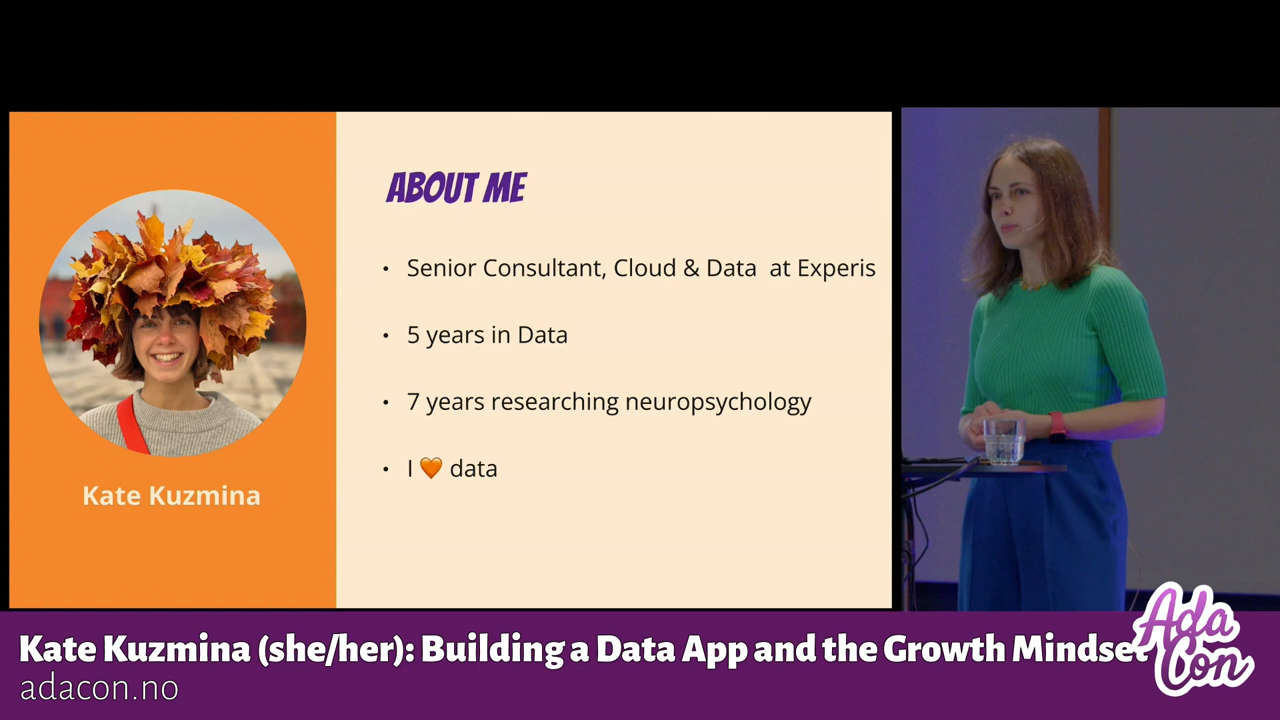 ABOUT ME
• Senior Consultant, Cloud & Data at Experis
• 5 years in Data
• 7 years researching neuropsychology
• I 🧡 data
Kate Kuzmina
Kate Kuzmina (she/her): Building a Data App and the Growth Mindset
adacon.no
Ada
Con